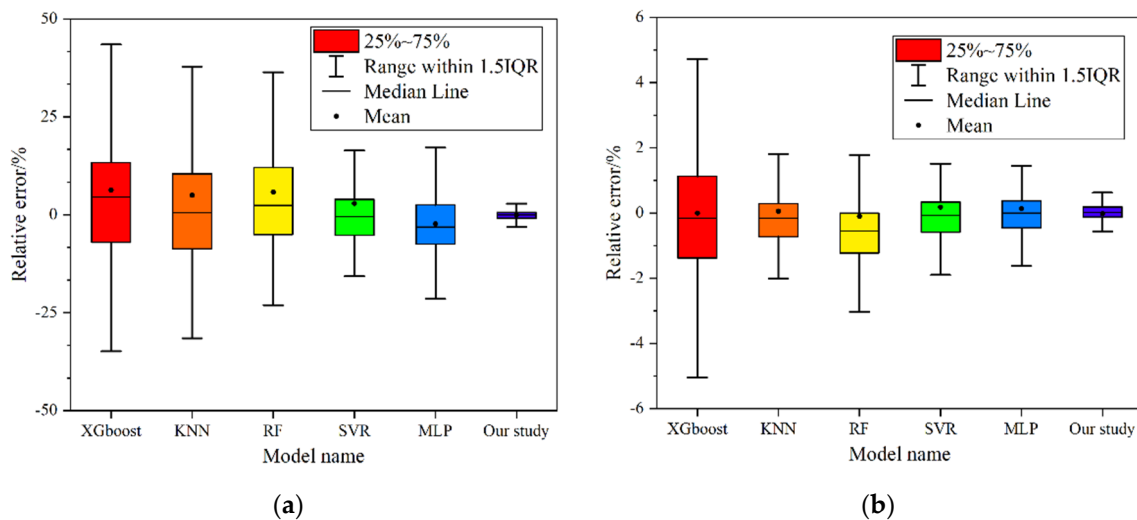 50
25
0
-25
-50
Relative error/%
25%~75%
Range within 1.5IQR
Median Line
Mean
XGboost KNN RF SVR MLP Our study
Model name
(a)
6
4
2
0
-2
-4
-6
Relative error/%
25%~75%
Range within 1.5IQR
Median Line
Mean
XGboost KNN RF SVR MLP Our study
Model name
(b)